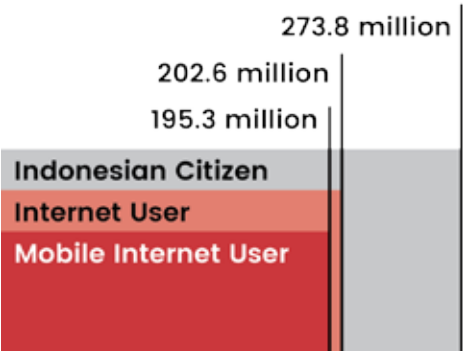 273.8 million
202.6 million
195.3 million
Indonesian Citizen
Internet User
Mobile Internet User